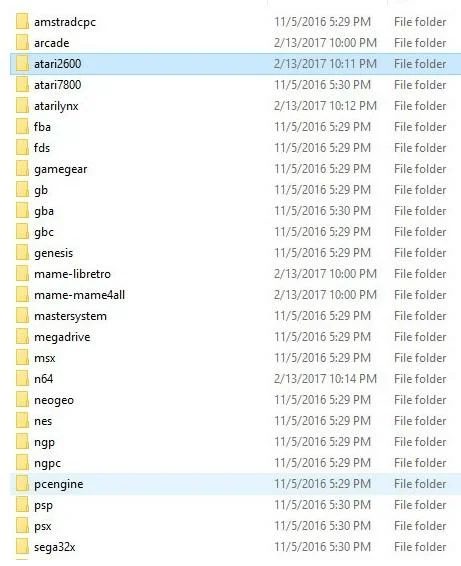 amstradcpc 11/5/2016 5:29 PM File folder
arcade 2/13/2017 10:00 PM File folder
atari2600 2/13/2017 10:11 PM File folder
atari7800 11/5/2016 5:30 PM File folder
atarilynx 2/13/2017 10:12 PM File folder
fba 11/5/2016 5:29 PM File folder
fds 11/5/2016 5:29 PM File folder
gamegear 11/5/2016 5:29 PM File folder
gb 11/5/2016 5:29 PM File folder
gba 11/5/2016 5:30 PM File folder
gbc 11/5/2016 5:29 PM File folder
genesis 11/5/2016 5:29 PM File folder
mame-libretro 2/13/2017 10:00 PM File folder
mame-mame4all 2/13/2017 10:00 PM File folder
mastersystem 11/5/2016 5:29 PM File folder
megadrive 11/5/2016 5:29 PM File folder
msx 11/5/2016 5:29 PM File folder
n64 2/13/2017 10:14 PM File folder
neogeo 11/5/2016 5:29 PM File folder
nes 11/5/2016 5:29 PM File folder
ngp 11/5/2016 5:29 PM File folder
ngpc 11/5/2016 5:29 PM File folder
pcengine 11/5/2016 5:29 PM File folder
psp 11/5/2016 5:30 PM File folder
psx 11/5/2016 5:30 PM File folder
sega32x 11/5/2016 5:30 PM File folder